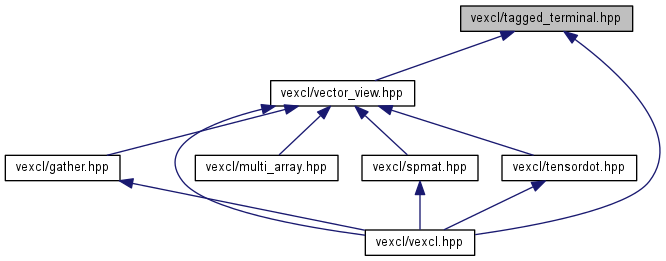 vexcl/tagged_terminal.hpp
vexcl/vector_view.hpp
vexcl/gather.hpp
vexcl/multi_array.hpp
vexcl/spmat.hpp
vexcl/tensordot.hpp
vexcl/vexcl.hpp